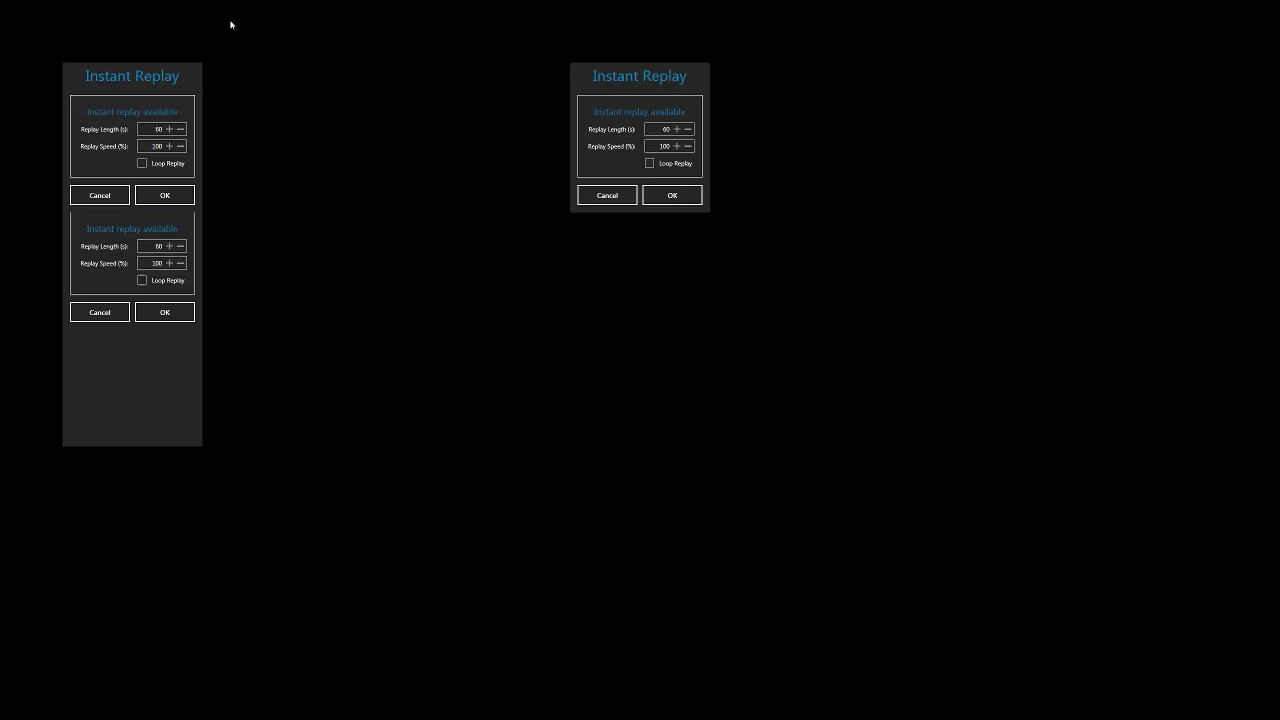 Instant Replay
Instant replay available
Replay Length (s): 60
Replay Speed (%): 100
Loop Replay
Cancel OK
Instant replay available
Replay Length (s): 60
Replay Speed (%): 100
Loop Replay
Cancel OK
Instant Replay
Instant replay available
Replay Length (s): 60
Replay Speed (%): 100
Loop Replay
Cancel OK